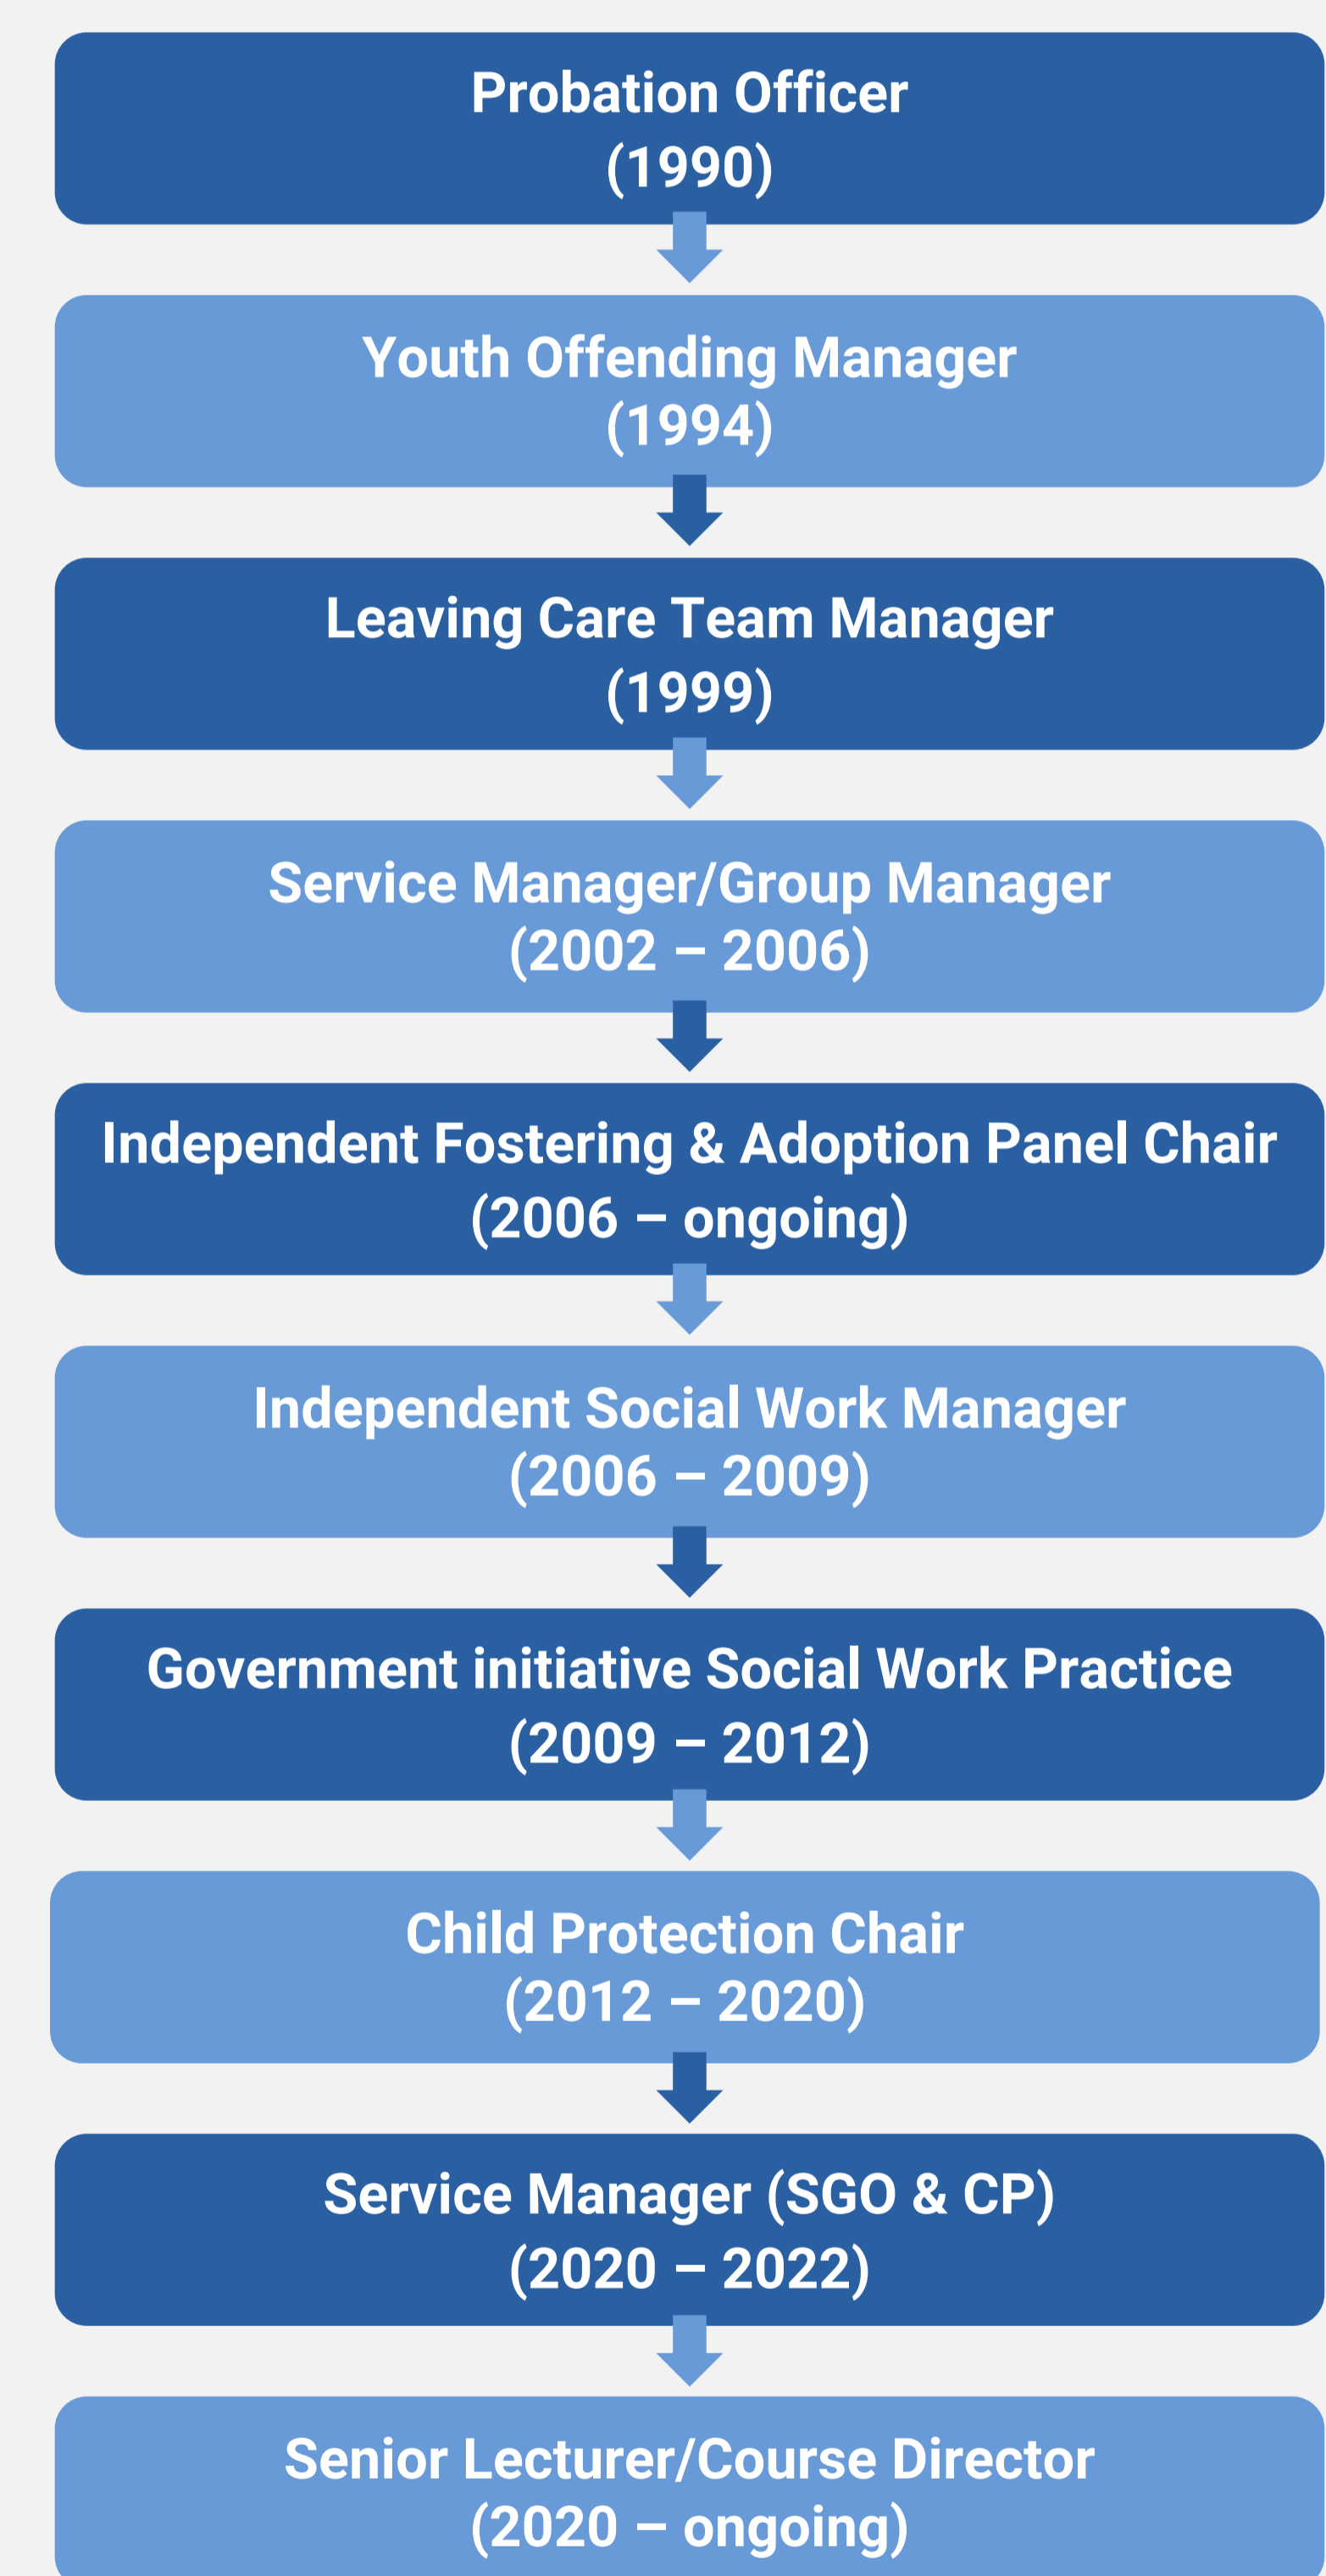 Probation Officer
(1990)
Youth Offending Manager
(1994)
Leaving Care Team Manager
(1999)
Service Manager/Group Manager
(2002 – 2006)
Independent Fostering & Adoption Panel Chair
(2006 – ongoing)
Independent Social Work Manager
(2006 – 2009)
Government initiative Social Work Practice
(2009 – 2012)
Child Protection Chair
(2012 – 2020)
Service Manager (SGO & CP)
(2020 – 2022)
Senior Lecturer/Course Director
(2020 – ongoing)